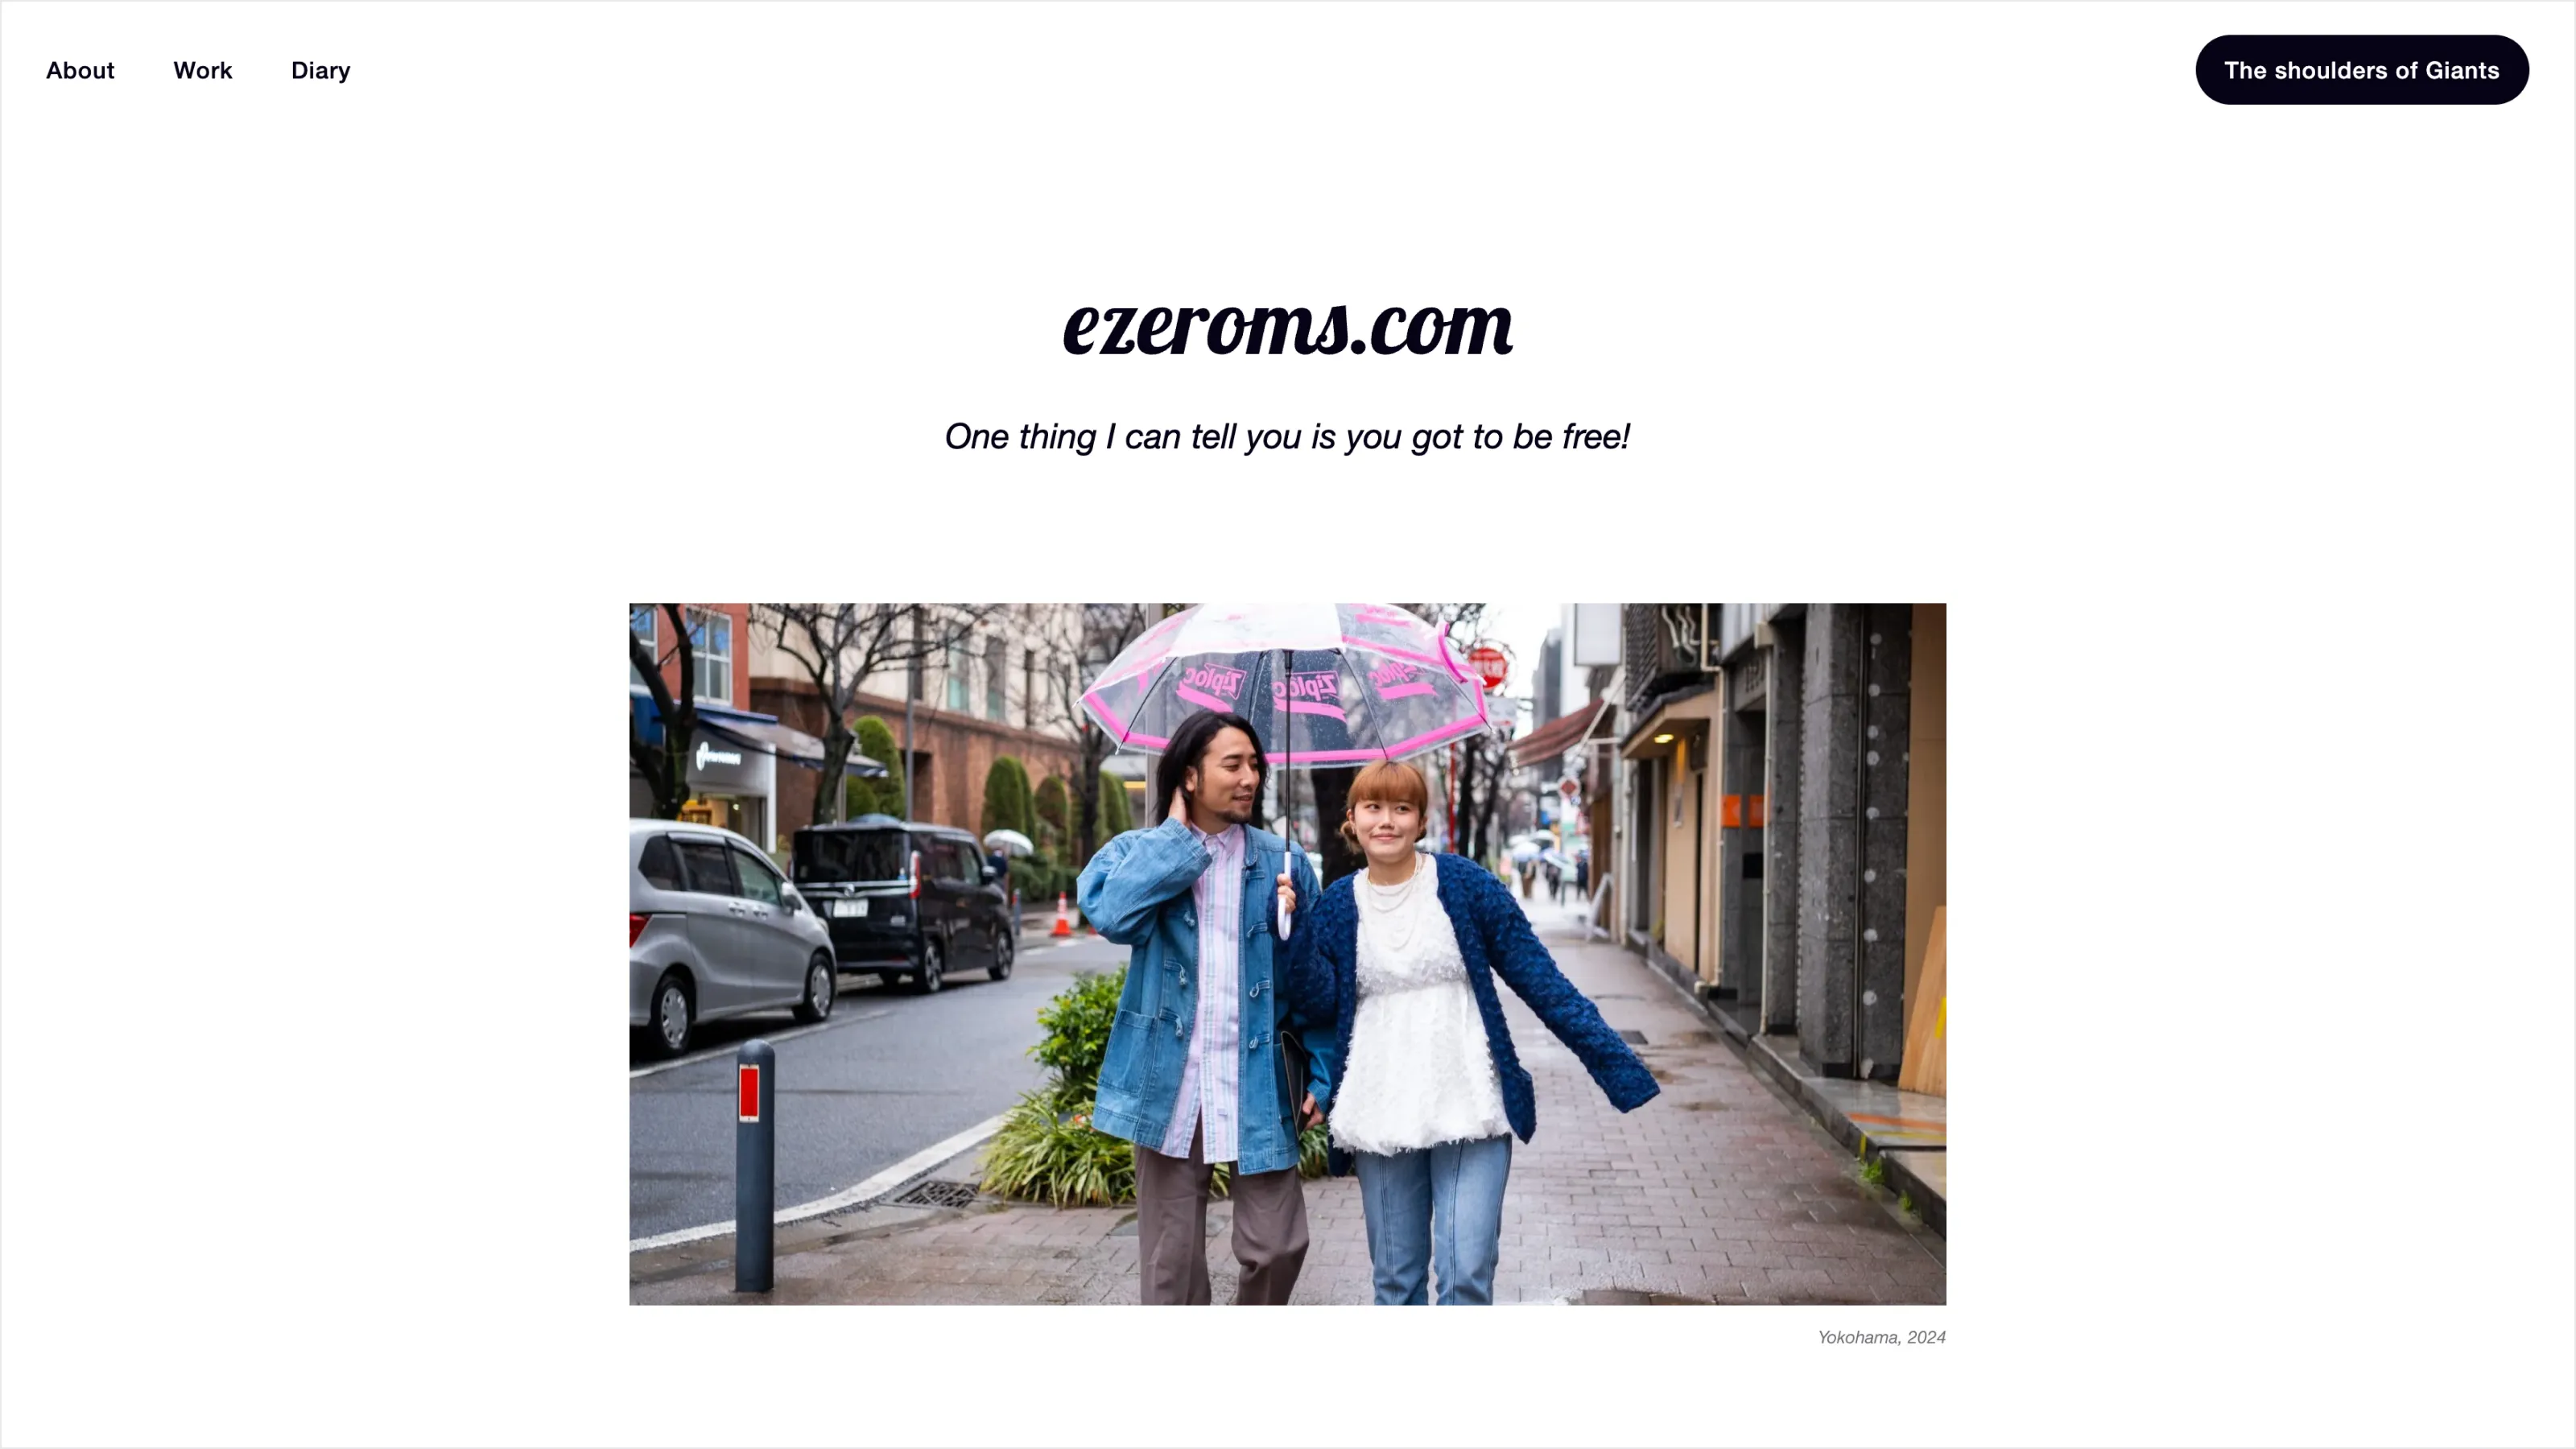 About Work Diary The shoulders of Giants
ezeroms.com
One thing I can tell you is you got to be free!
Ziploc Ziploc Ziploc
Yokohama, 2024